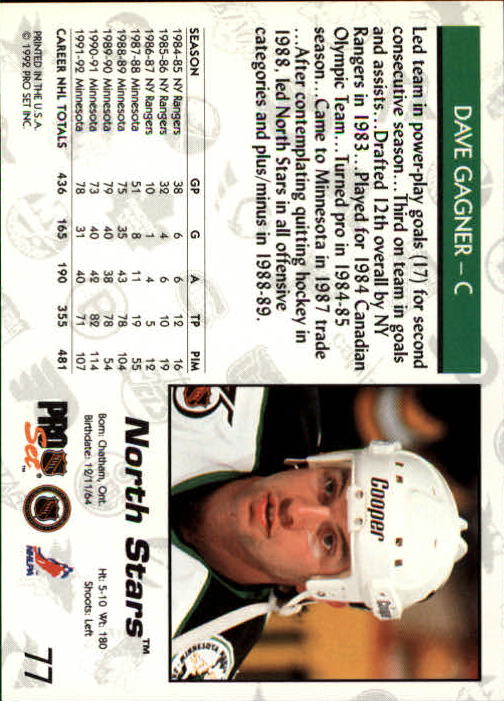 DAVE GAGNER – C
Led team in power-play goals (17) for second
consecutive season...Third on team in goals
and assists...Drafted 12th overall by NY
Rangers in 1983...Played for 1984 Canadian
Olympic Team...Turned pro in 1984-85
season...Came to Minnesota in 1987 trade
...After contemplating quitting hockey in
1988, led North Stars in all offensive
categories and plus/minus in 1988-89.
SEASON GP G A TP PIM
1984-85 NY Rangers 38 6 6 12 16
1985-86 NY Rangers 32 4 6 10 19
1986-87 NY Rangers 10 1 4 5 12
1987-88 Minnesota 51 8 11 19 55
1988-89 Minnesota 75 35 43 78 104
1989-90 Minnesota 79 40 38 78 54
1990-91 Minnesota 73 40 42 82 114
1991-92 Minnesota 78 31 40 71 107
CAREER NHL TOTALS 436 165 190 355 481
PRINTED IN THE U.S.A.
© 1992 PRO SET INC.
Cooper
MINNESOTA
North Stars™
Born: Chatham, Ont.
Birthdate: 12/11/64
Ht: 5-10 Wt: 180
Shoots: Left
PRO
NHL
Set™
NHL
NHLPA
77